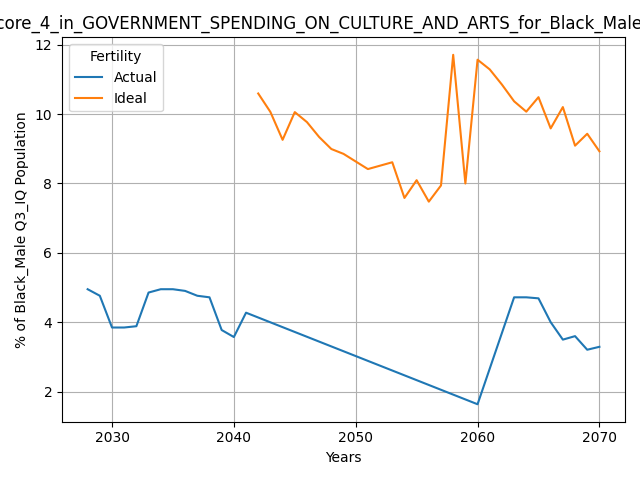 core_4_in_GOVERNMENT_SPENDING_ON_CULTURE_AND_ARTS_for_Black_Male
Fertility
Actual
Ideal
12
10
8
6
4
2
% of Black_Male Q3_IQ Population
2030
2040
2050
2060
2070
Years